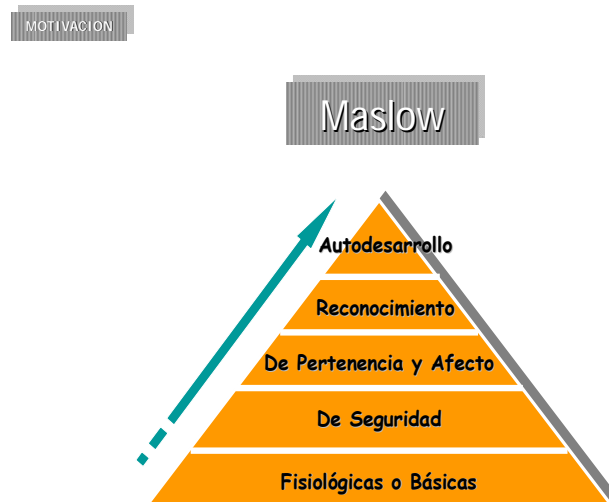 MOTIVACION
Maslow
Autodesarrollo
Reconocimiento
De Pertenencia y Afecto
De Seguridad
Fisiológicas o Básicas